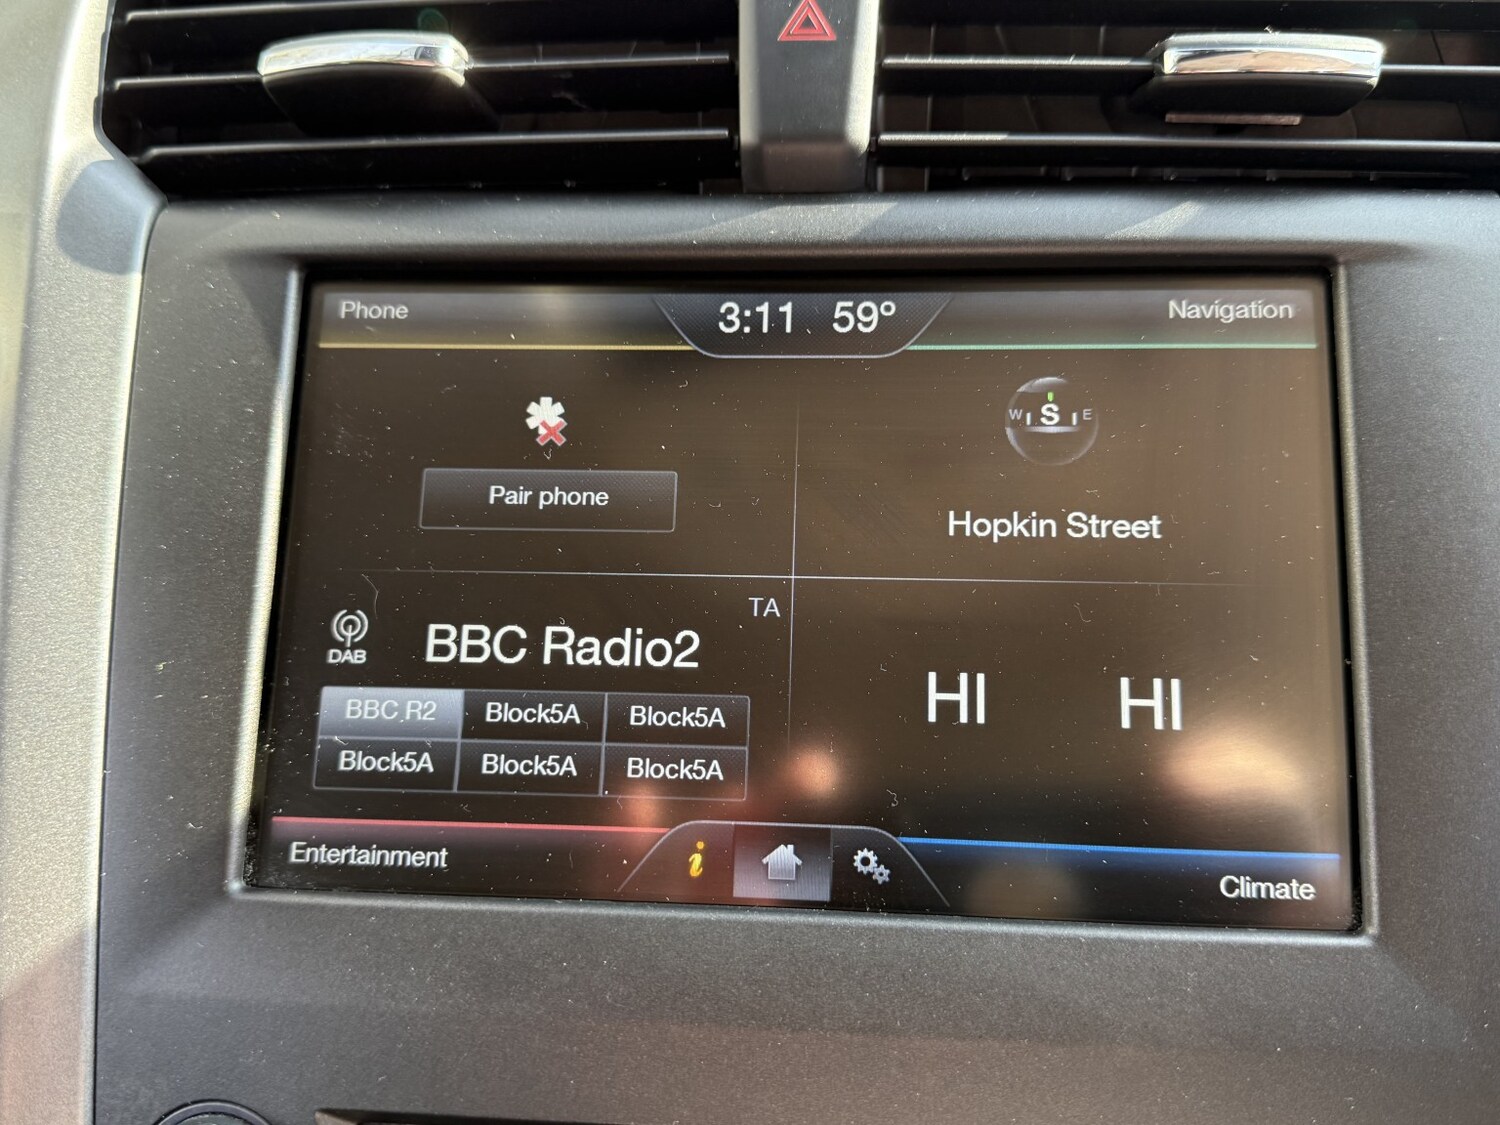 Phone
3:11 59°
Navigation
W S E
Pair phone
Hopkin Street
TA
DAB
BBC Radio2
BBC R2 Block5A Block5A
Block5A Block5A Block5A
HI HI
Entertainment
i
Climate